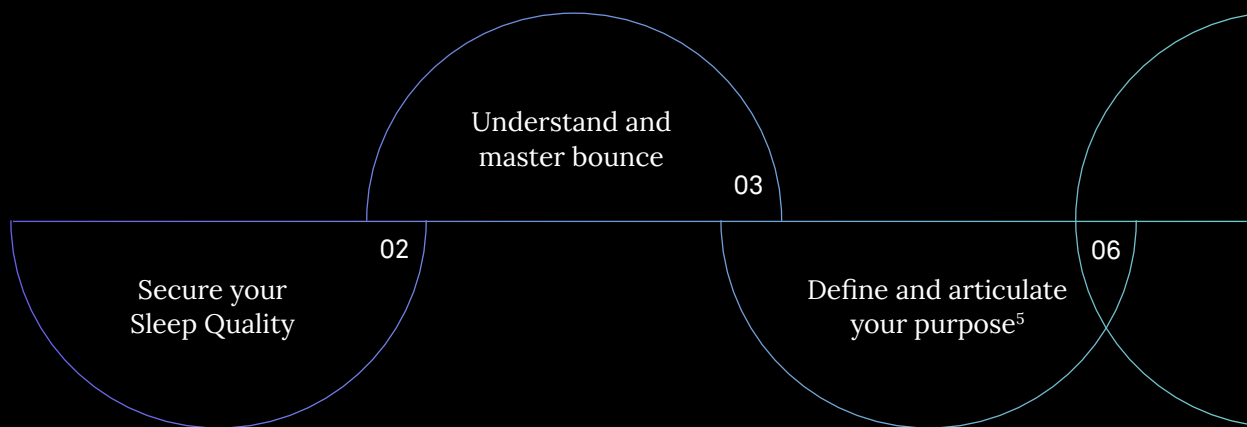 Understand and
master bounce
03
02
Secure your
Sleep Quality
06
Define and articulate
your purpose⁵